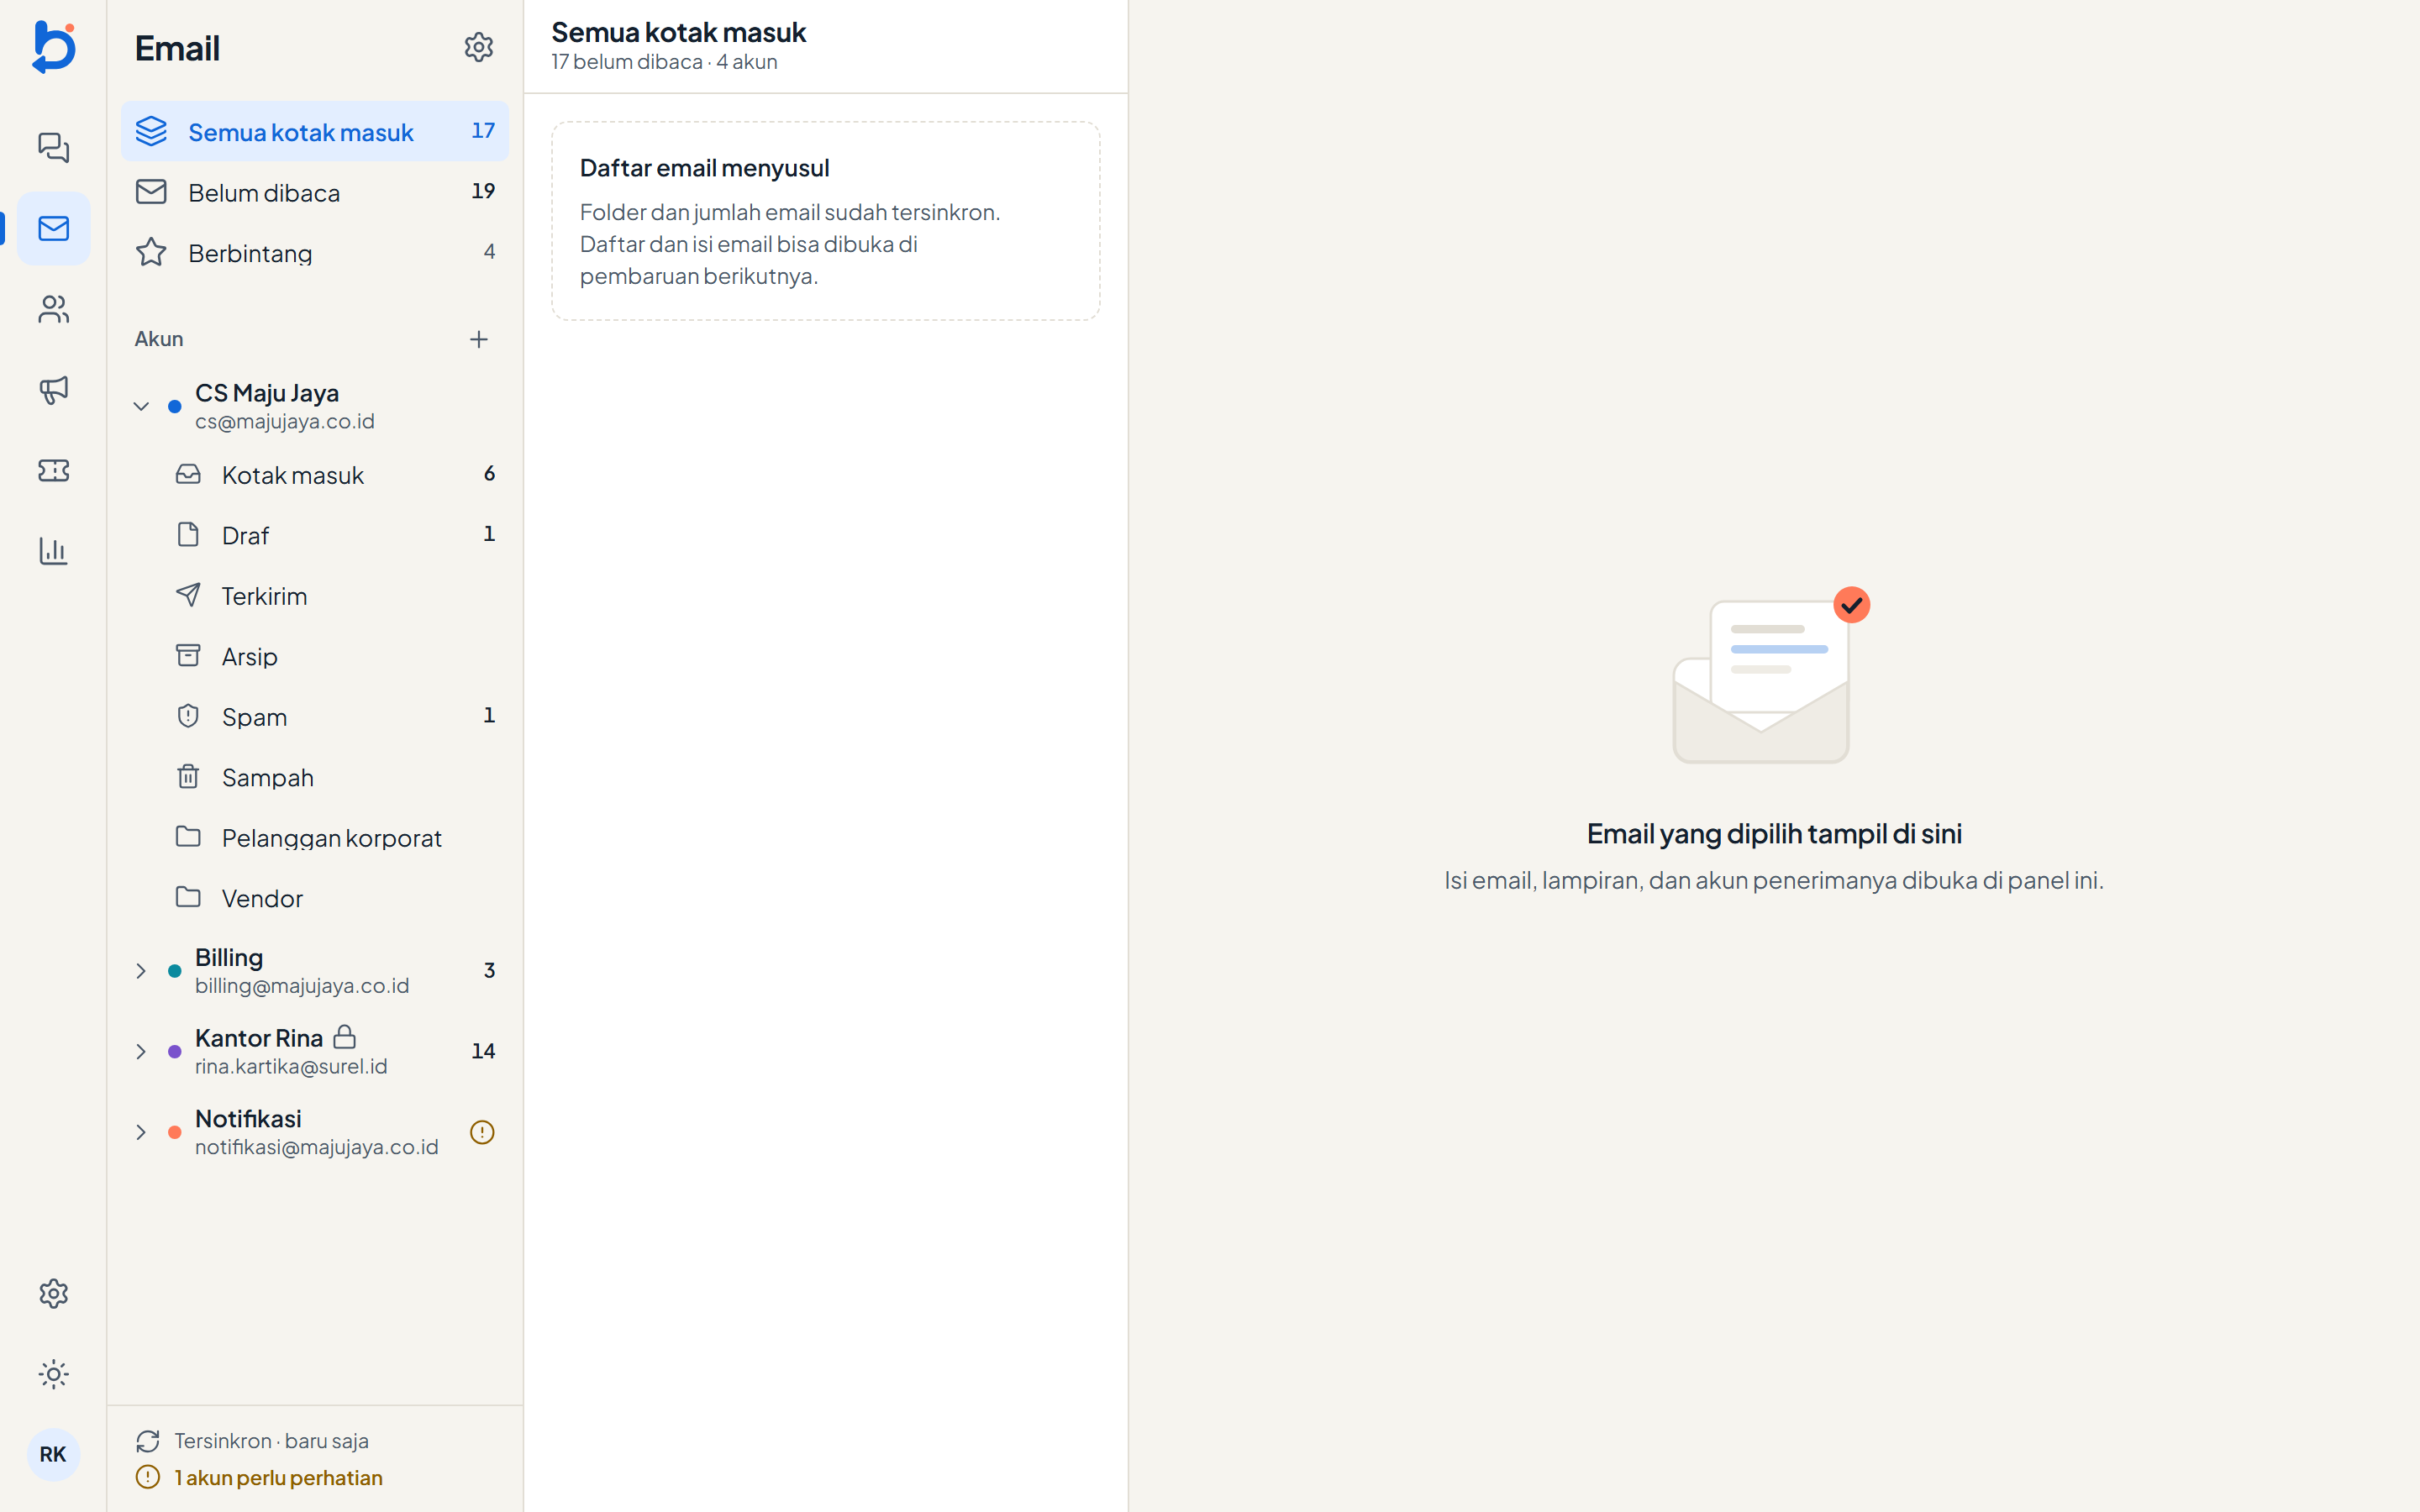 Email
Semua kotak masuk 17
Belum dibaca 19
Berbintang 4
Akun
CS Maju Jaya
cs@majujaya.co.id
Kotak masuk 6
Draf 1
Terkirim
Arsip
Spam 1
Sampah
Pelanggan korporat
Vendor
Billing
billing@majujaya.co.id 3
Kantor Rina
rina.kartika@surel.id 14
Notifikasi
notifikasi@majujaya.co.id
Tersinkron · baru saja
1 akun perlu perhatian
RK
Semua kotak masuk
17 belum dibaca · 4 akun
Daftar email menyusul
Folder dan jumlah email sudah tersinkron.
Daftar dan isi email bisa dibuka di
pembaruan berikutnya.
Email yang dipilih tampil di sini
Isi email, lampiran, dan akun penerimanya dibuka di panel ini.